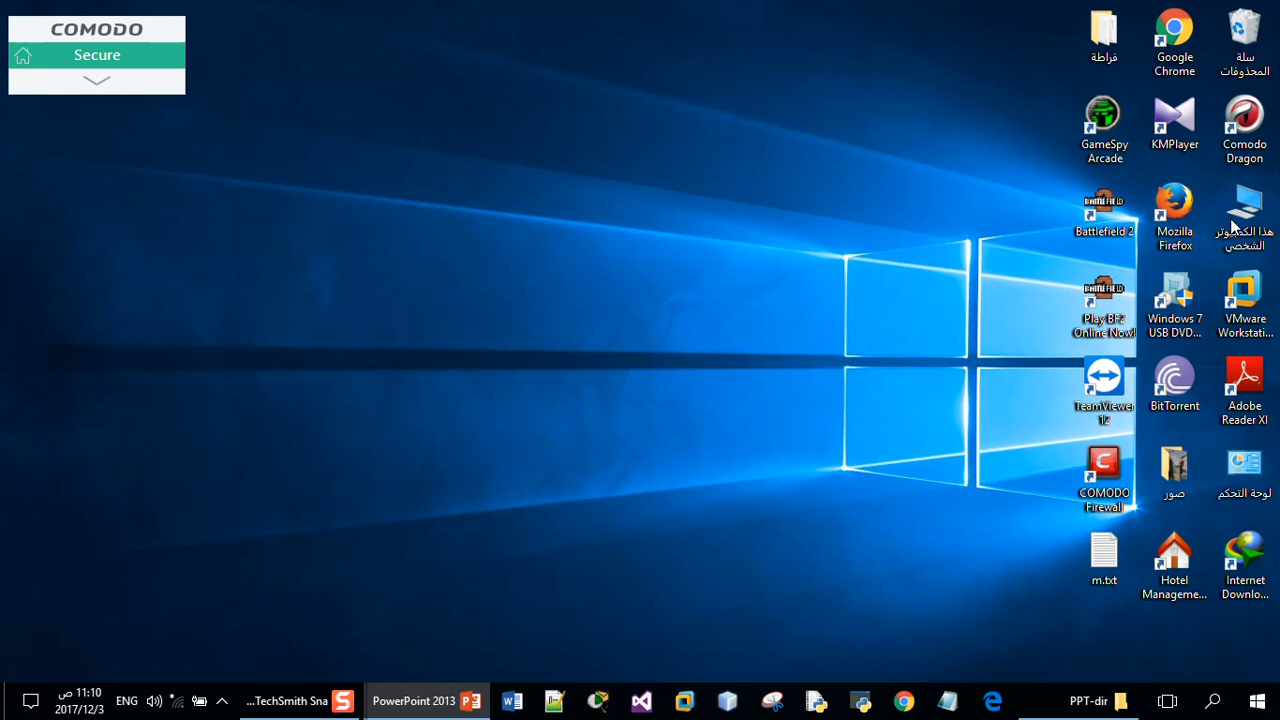 COMODO
Secure
سلة
المحذوفات
Google
Chrome
فراطة
Comodo
Dragon
KMPlayer
GameSpy
Arcade
هذا الكمبيوتر
الشخصي
Mozilla
Firefox
Battlefield 2
VMware
Workstati...
Windows 7
USB DVD...
Play BF2
Online Now!
Adobe
Reader XI
BitTorrent
TeamViewer
12
لوحة التحكم
صور
COMODO
Firewall
Internet
Downlo...
Hotel
Manageme...
m.txt
PPT-dir
PowerPoint 2013
...TechSmith Sna
ENG
11:10 ص
2017/12/3